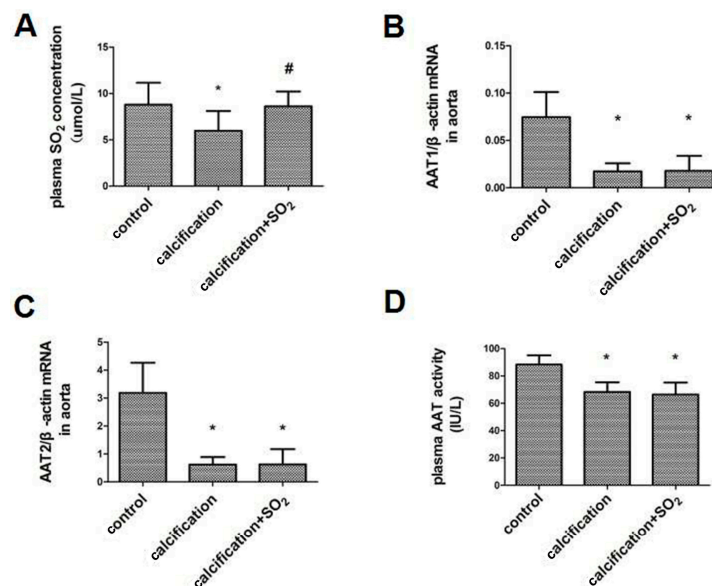 A
plasma SO2 concentration
(umol/L)
15
10
5
0
*
#
control
calcification
calcification+SO2
B
AAT1/β -actin mRNA
in aorta
0.15
0.10
0.05
0.00
*
*
control
calcification
calcification+SO2
C
AAT2/β -actin mRNA
in aorta
5
4
3
2
1
0
*
*
control
calcification
calcification+SO2
D
plasma AAT activity
(IU/L)
100
80
60
40
20
0
*
*
control
calcification
calcification+SO2